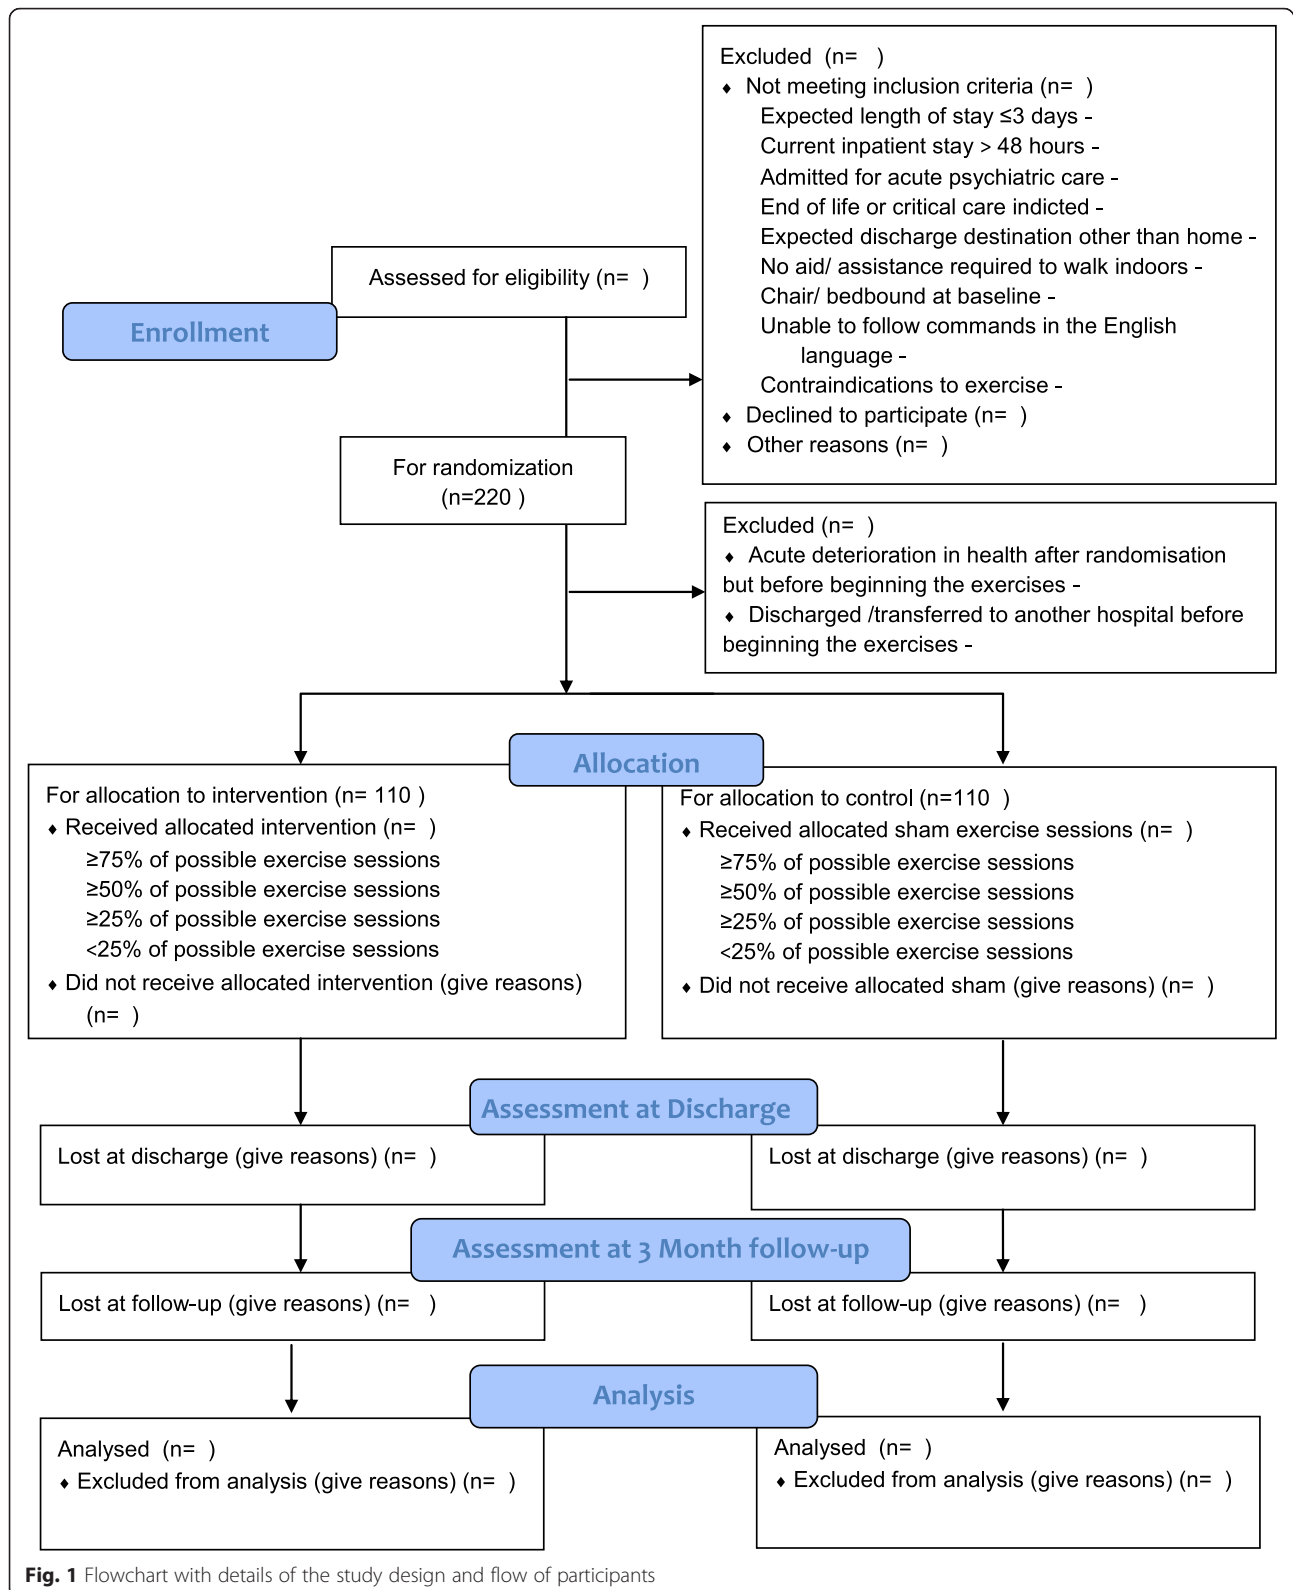 Excluded (n= )
♦ Not meeting inclusion criteria (n= )
Expected length of stay ≤3 days -
Current inpatient stay > 48 hours -
Admitted for acute psychiatric care -
End of life or critical care indicted -
Expected discharge destination other than home -
No aid/ assistance required to walk indoors -
Chair/ bedbound at baseline -
Unable to follow commands in the English
language -
Contraindications to exercise -
♦ Declined to participate (n= )
♦ Other reasons (n= )
Assessed for eligibility (n= )
Enrollment
For randomization
(n=220 )
Excluded (n= )
♦ Acute deterioration in health after randomisation
but before beginning the exercises -
♦ Discharged /transferred to another hospital before
beginning the exercises -
Allocation
For allocation to intervention (n= 110 )
♦ Received allocated intervention (n= )
≥75% of possible exercise sessions
≥50% of possible exercise sessions
≥25% of possible exercise sessions
<25% of possible exercise sessions
♦ Did not receive allocated intervention (give reasons)
(n= )
For allocation to control (n=110 )
♦ Received allocated sham exercise sessions (n= )
≥75% of possible exercise sessions
≥50% of possible exercise sessions
≥25% of possible exercise sessions
<25% of possible exercise sessions
♦ Did not receive allocated sham (give reasons) (n= )
Assessment at Discharge
Lost at discharge (give reasons) (n= )
Lost at discharge (give reasons) (n= )
Assessment at 3 Month follow-up
Lost at follow-up (give reasons) (n= )
Lost at follow-up (give reasons) (n= )
Analysis
Analysed (n= )
♦ Excluded from analysis (give reasons) (n= )
Analysed (n= )
♦ Excluded from analysis (give reasons) (n= )
Fig. 1 Flowchart with details of the study design and flow of participants